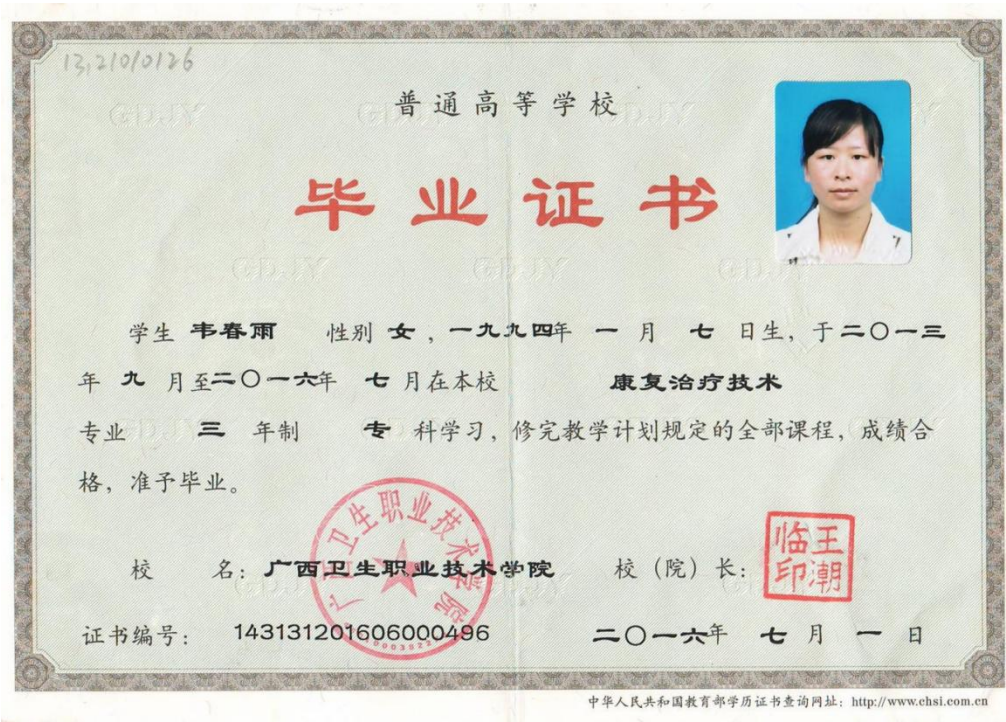 13,21010126
普通高等学校
毕业证书
学生 韦春雨 性别 女，一九九四年 一 月 七 日生，于二〇一三
年 九 月至二〇一六年 七 月在本校 康复治疗技术
专业 三 年制 专 科学习，修完教学计划规定的全部课程，成绩合
格，准予毕业。
广西卫生职业技术学院
校 名：广西卫生职业技术学院 校（院）长：
王潮
临印
证书编号： 143131201606000496 二〇一六年 七 月 一 日
中华人民共和国教育部学历证书查询网址：http://www.chsi.com.cn
GDJY